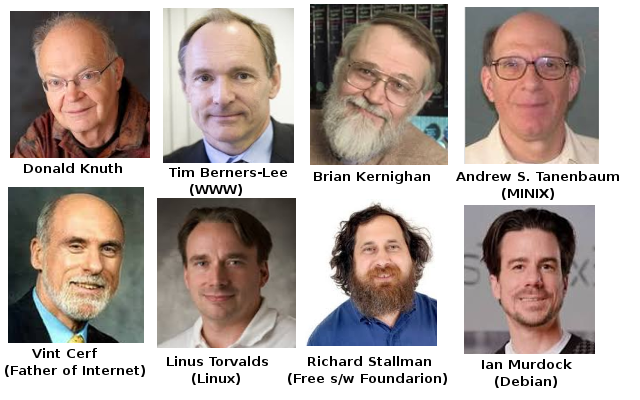 Donald Knuth
Tim Berners-Lee
(WWW)
Brian Kernighan
Andrew S. Tanenbaum
(MINIX)
Vint Cerf
(Father of Internet)
Linus Torvalds
(Linux)
Richard Stallman
(Free s/w Foundarion)
Ian Murdock
(Debian)